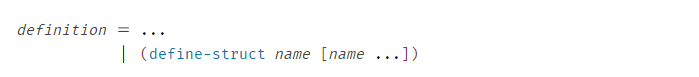 definition = ...
| (define-struct name [name ...])